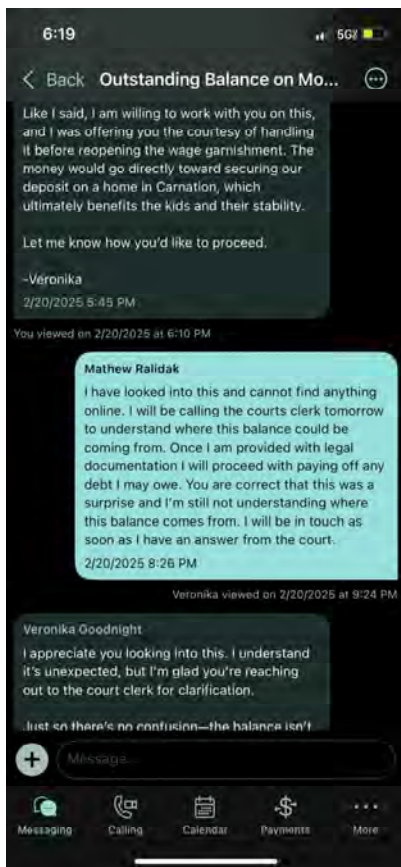 6:19
5G
Back Outstanding Balance on Mo...
Like I said, I am willing to work with you on this,
and I was offering you the courtesy of handling
it before reopening the wage garnishment. The
money would go directly toward securing our
deposit on a home in Carnation, which
ultimately benefits the kids and their stability.
Let me know how you'd like to proceed.
-Veronika
2/20/2025 5:45 PM
You viewed on 2/20/2025 at 6:10 PM
Mathew Ralidak
I have looked into this and cannot find anything
online. I will be calling the courts clerk tomorrow
to understand where this balance could be
coming from. Once I am provided with legal
documentation I will proceed with paying off any
debt I may owe. You are correct that this was a
surprise and I'm still not understanding where
this balance comes from. I will be in touch as
soon as I have an answer from the court.
2/20/2025 8:26 PM
Veronika viewed on 2/20/2025 at 9:24 PM
Veronika Goodnight
I appreciate you looking into this. I understand
it's unexpected, but I'm glad you're reaching
out to the court clerk for clarification.
Just so there's no confusion—the balance isn't
Message...
Messaging Calling Calendar Payments More